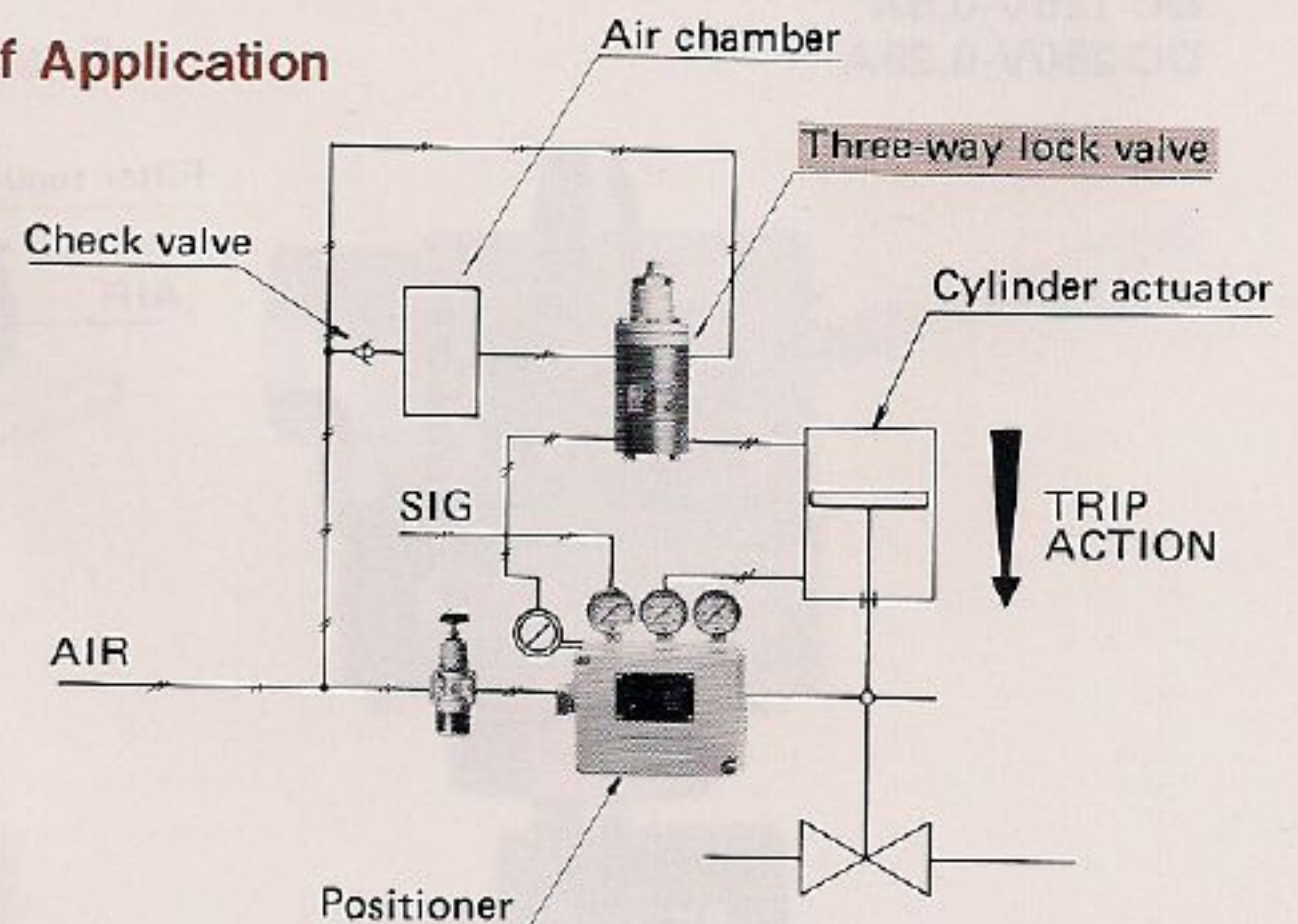 f Application
Air chamber
Three-way lock valve
Check valve
Cylinder actuator
SIG
TRIP
ACTION
AIR
Positioner